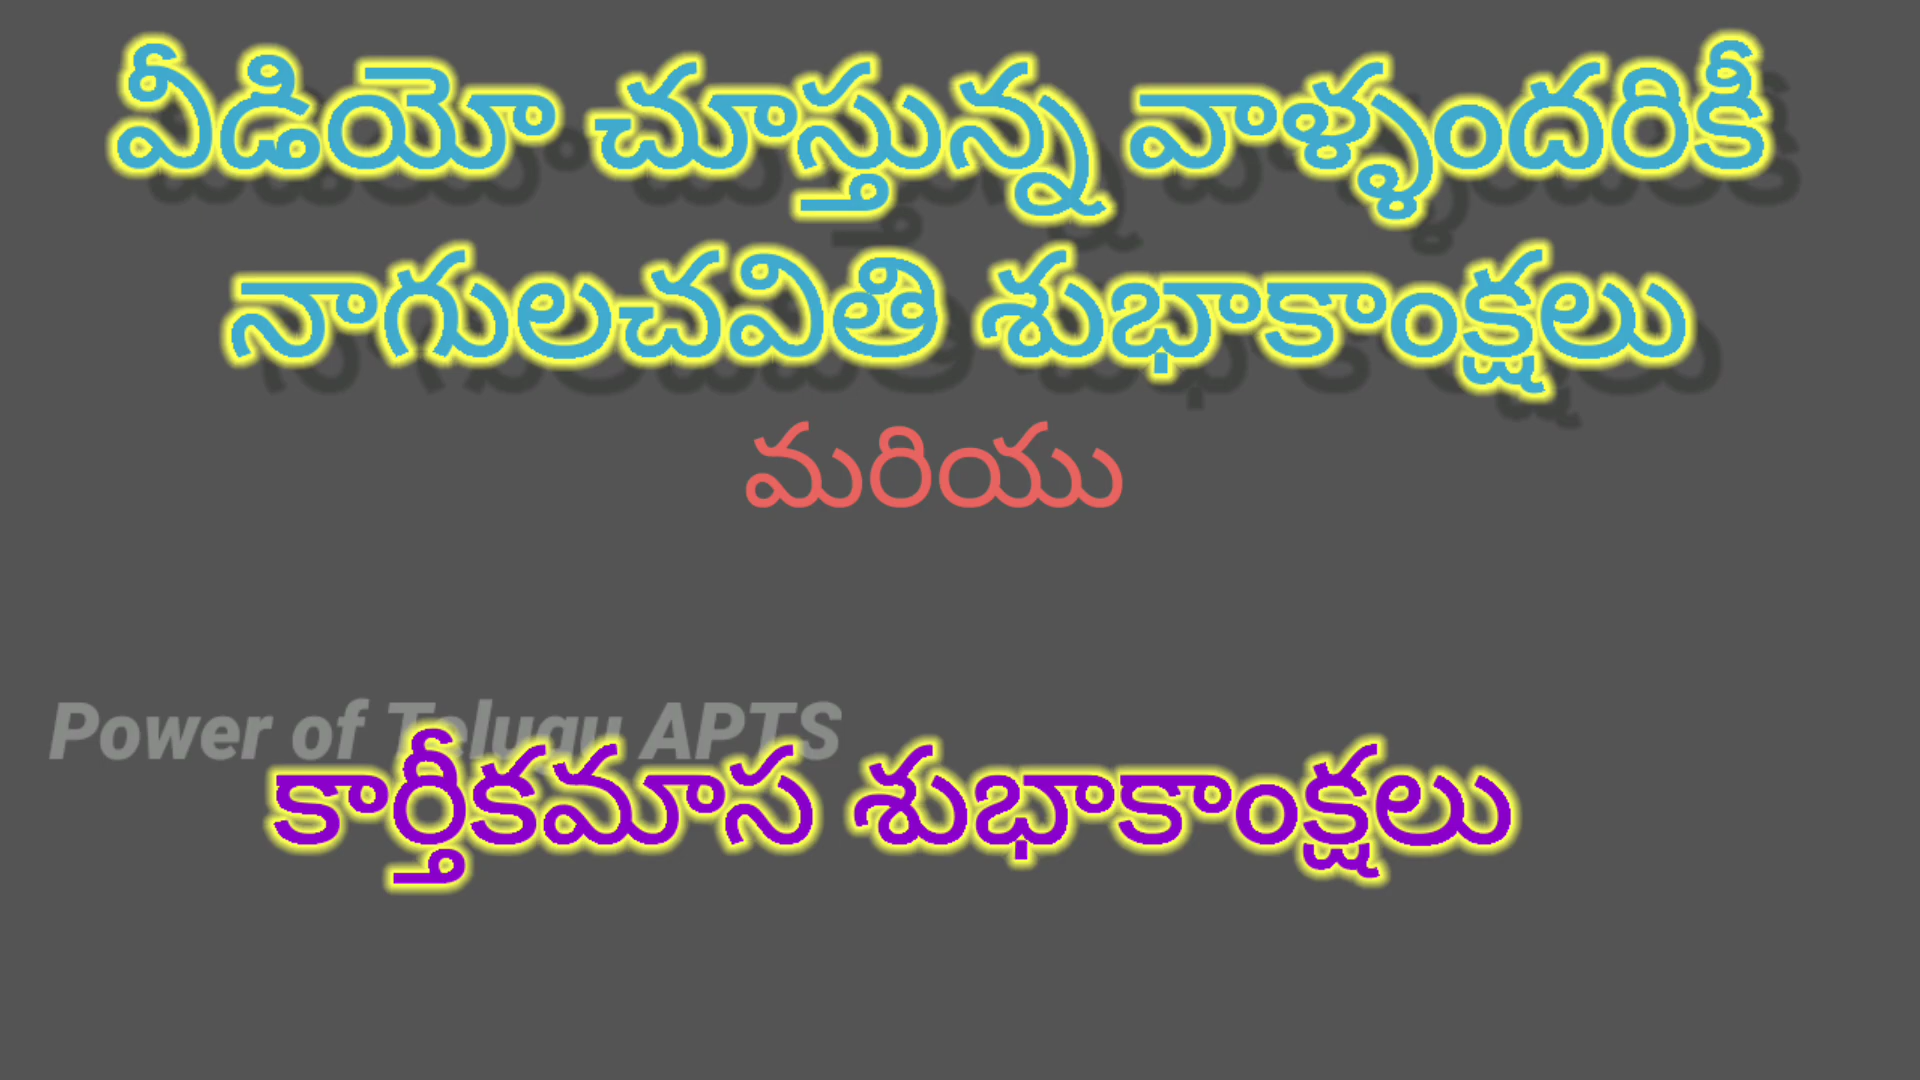 వీడియో చూస్తున్న వాళ్ళందరికీ
నాగులచవితి శుభాకాంక్షలు
మరియు
Power of Telugu APTS
కార్తీకమాస శుభాకాంక్షలు